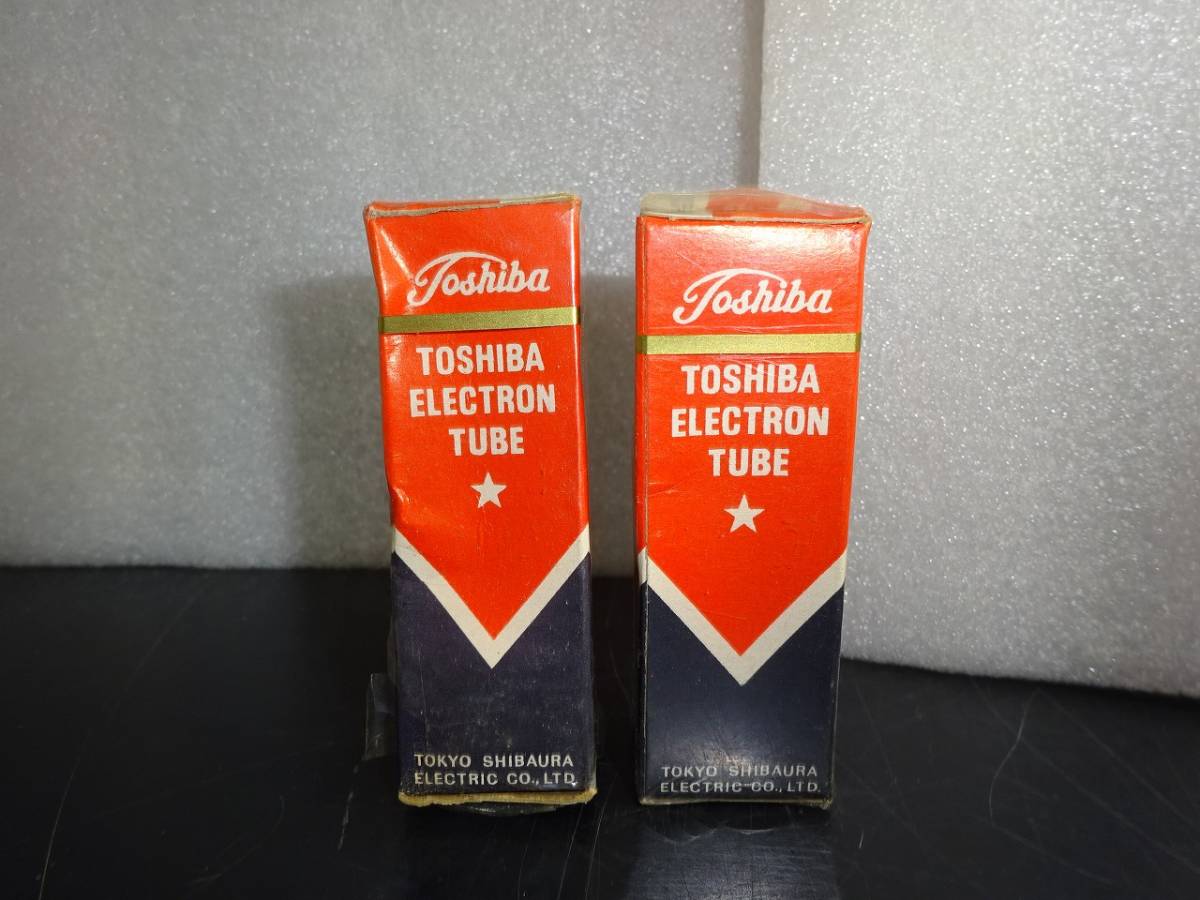 Toshiba
TOSHIBA
ELECTRON
TUBE
TOKYO SHIBAURA
ELECTRIC CO., LTD.
Toshiba
TOSHIBA
ELECTRON
TUBE
TOKYO SHIBAURA
ELECTRIC CO., LTD.